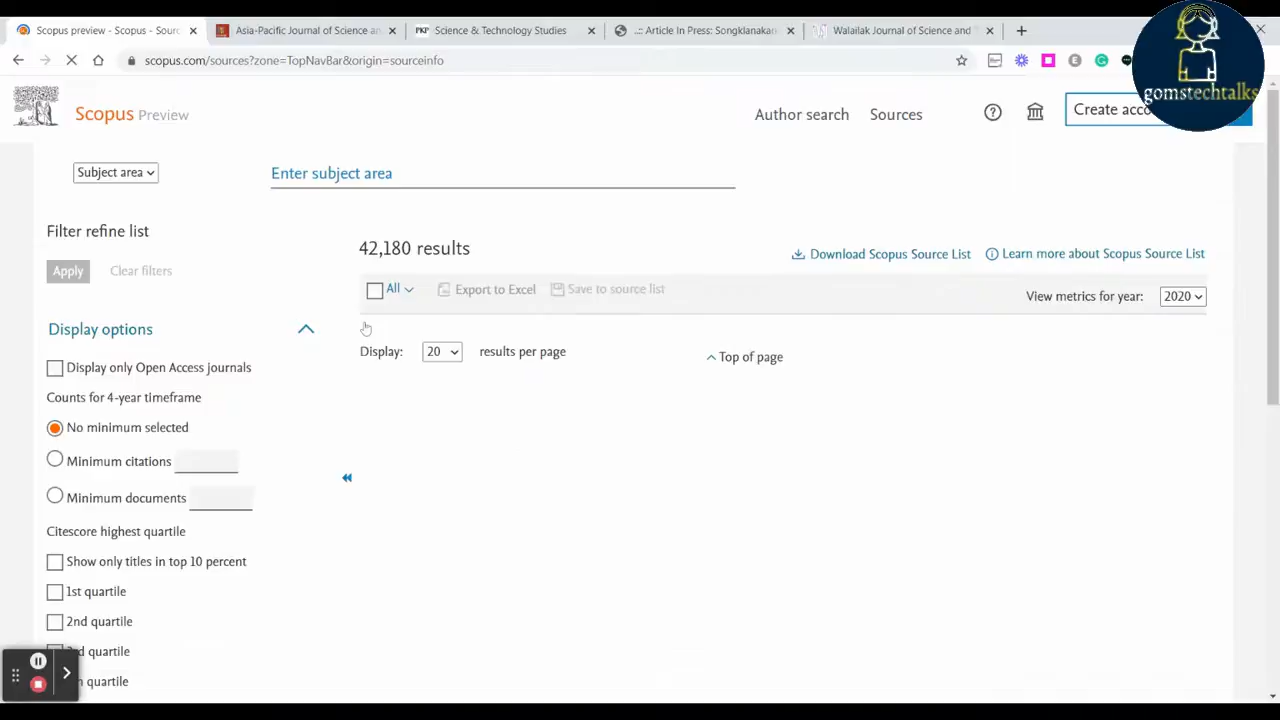 Scopus preview - Scopus - Sour
Asia-Pacific Journal of Science an
PKP Science & Technology Studies
..:: Article In Press: Songklanakar
Walailak Journal of Science and
scopus.com/sources?zone=TopNavBar&origin=sourceinfo
gomstechtalks
Scopus Preview
Author search
Sources
Create acco
Subject area
Enter subject area
Filter refine list
42,180 results
Download Scopus Source List
Learn more about Scopus Source List
Apply
Clear filters
All
Export to Excel
Save to source list
View metrics for year:
2020
Display options
Display:
20
results per page
Top of page
Display only Open Access journals
Counts for 4-year timeframe
No minimum selected
Minimum citations
Minimum documents
Citescore highest quartile
Show only titles in top 10 percent
1st quartile
2nd quartile
d quartile
quartile